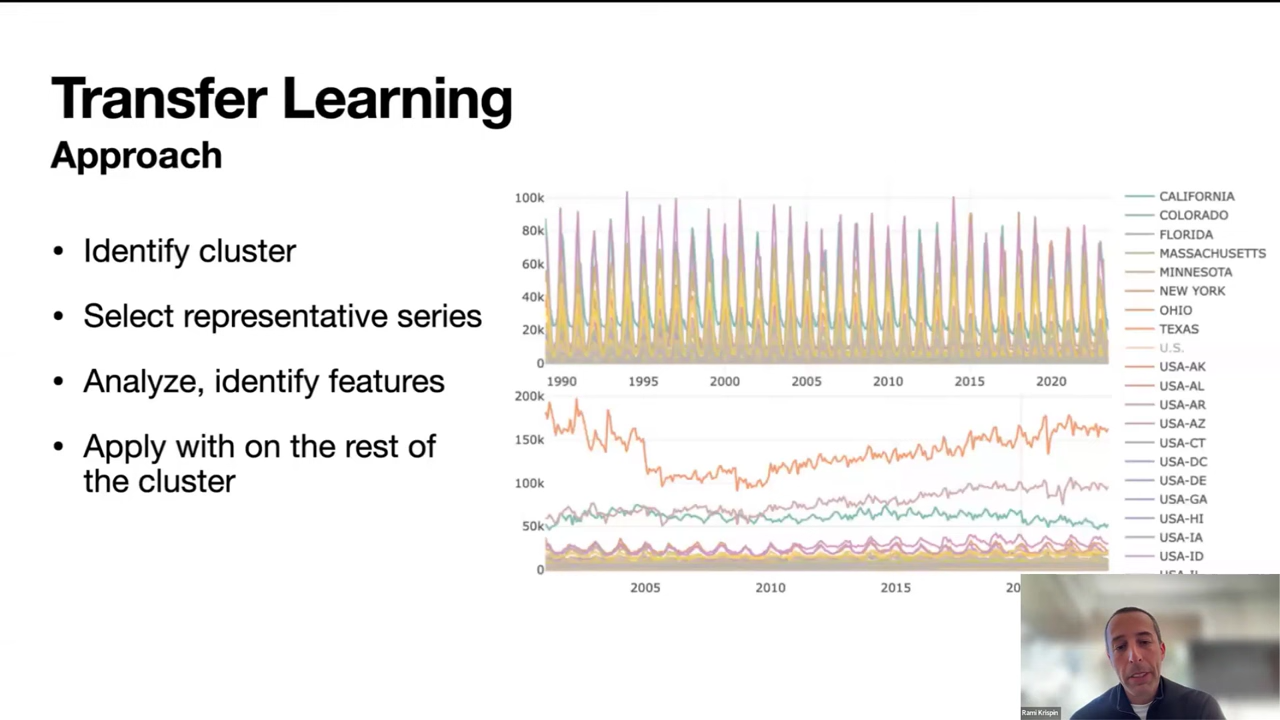 Transfer Learning
Approach
• Identify cluster
• Select representative series
• Analyze, identify features
• Apply with on the rest of
the cluster
100k
80k
60k
40k
20k
0
1990 1995 2000 2005 2010 2015 2020
200k
150k
100k
50k
0
2005 2010 2015
CALIFORNIA
COLORADO
FLORIDA
MASSACHUSETTS
MINNESOTA
NEW YORK
OHIO
TEXAS
U.S.
USA-AK
USA-AL
USA-AR
USA-AZ
USA-CT
USA-DC
USA-DE
USA-GA
USA-HI
USA-IA
USA-ID
Rami Krispin